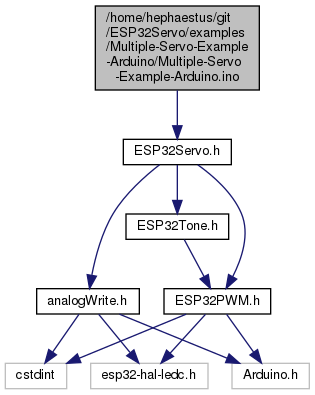 /home/hephaestus/git
/ESP32Servo/examples
/Multiple-Servo-Example
-Arduino/Multiple-Servo
-Example-Arduino.ino
ESP32Servo.h
ESP32Tone.h
analogWrite.h
ESP32PWM.h
cstdint
esp32-hal-ledc.h
Arduino.h